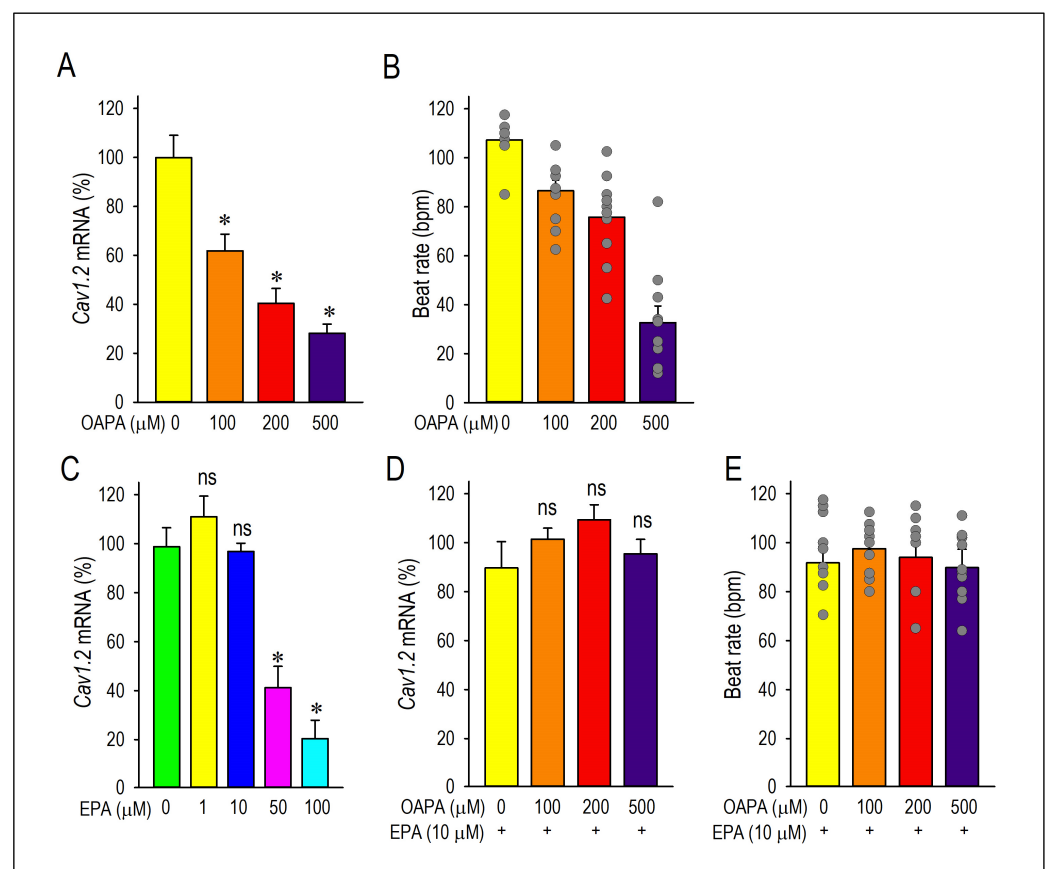 A
B
120
100
80
60
40
20
0
Cav1.2 mRNA (%)
*
*
*
OAPA (μM) 0 100 200 500
120
100
80
60
40
20
0
Beat rate (bpm)
OAPA (μM) 0 100 200 500
C
D
E
120
100
80
60
40
20
0
Cav1.2 mRNA (%)
ns
ns
*
*
EPA (μM) 0 1 10 50 100
120
100
80
60
40
20
0
Cav1.2 mRNA (%)
ns
ns
ns
OAPA (μM) 0 100 200 500
EPA (10 μM) + + + +
120
100
80
60
40
20
0
Beat rate (bpm)
OAPA (μM) 0 100 200 500
EPA (10 μM) + + + +